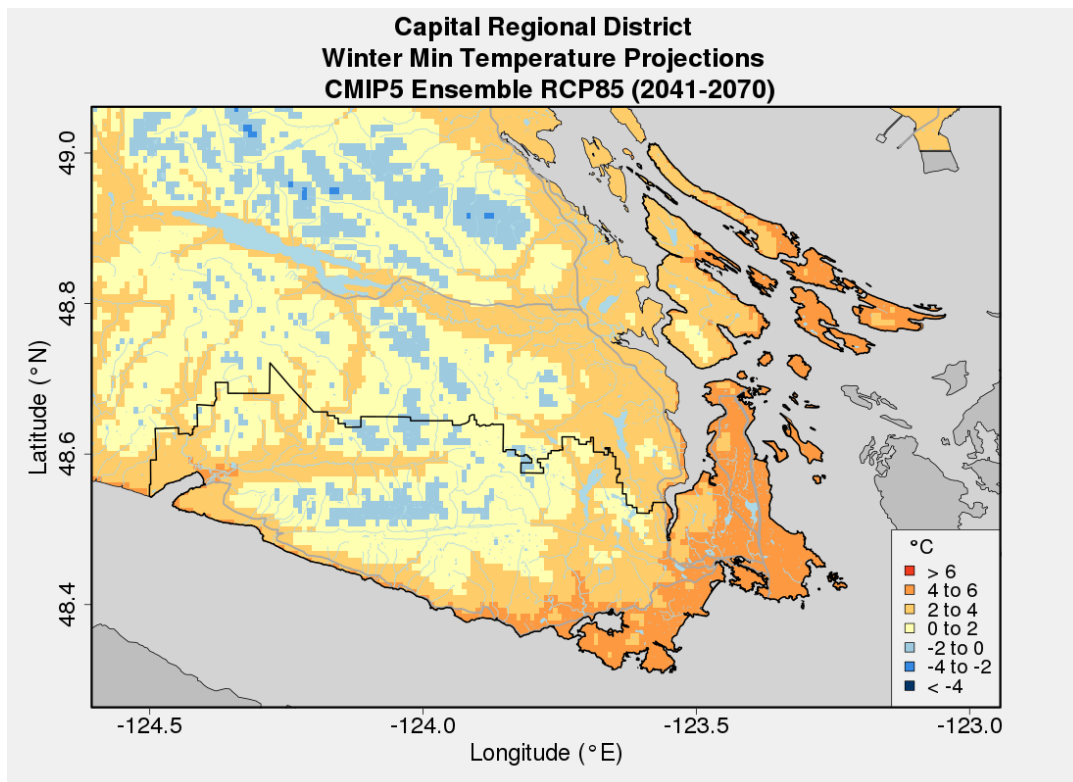 Capital Regional District
Winter Min Temperature Projections
CMIP5 Ensemble RCP85 (2041-2070)
49.0
48.8
48.6
48.4
Latitude (°N)
-124.5
-124.0
-123.5
-123.0
Longitude (°E)
°C
> 6
4 to 6
2 to 4
0 to 2
-2 to 0
-4 to -2
< -4